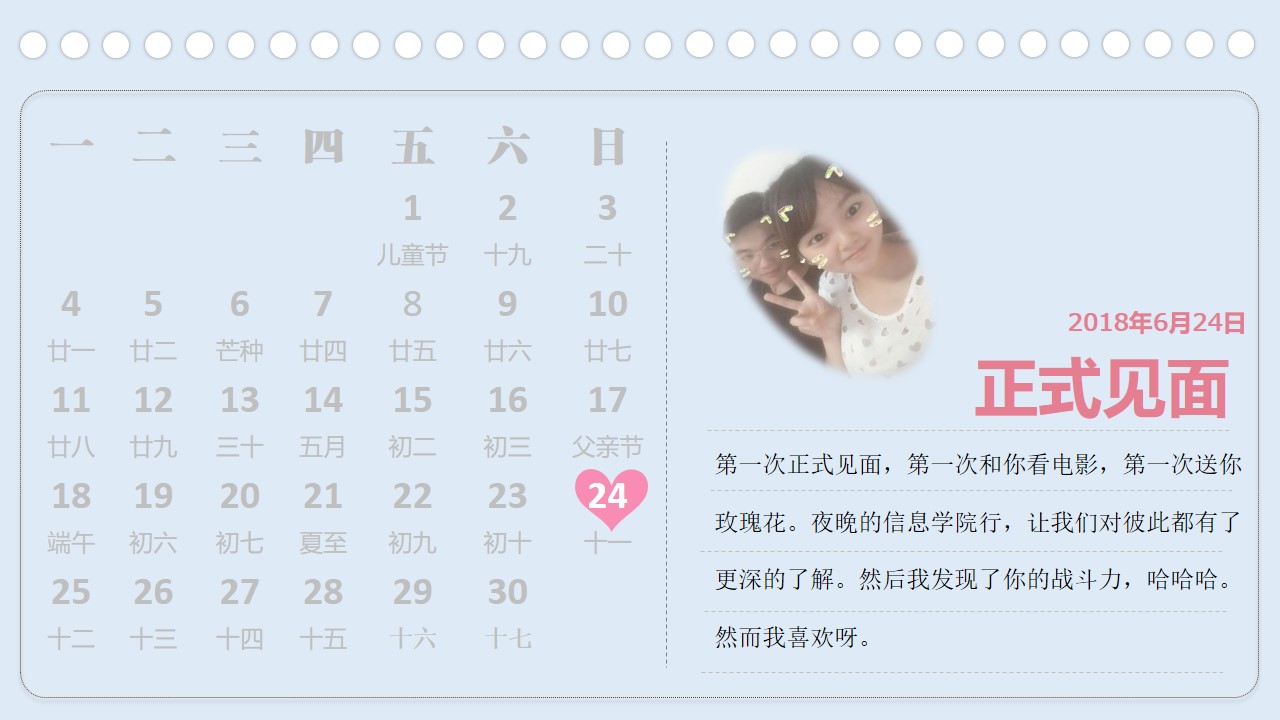 一 二 三 四 五 六 日
1 2 3
儿童节 十九 二十
4 5 6 7 8 9 10
廿一 廿二 芒种 廿四 廿五 廿六 廿七
11 12 13 14 15 16 17
廿八 廿九 三十 五月 初二 初三 父亲节
18 19 20 21 22 23 24
端午 初六 初七 夏至 初九 初十 十一
25 26 27 28 29 30
十二 十三 十四 十五 十六 十七
2018年6月24日
正式见面
第一次正式见面，第一次和你看电影，第一次送你
玫瑰花。夜晚的信息学院行，让我们对彼此都有了
更深的了解。然后我发现了你的战斗力，哈哈哈。
然而我喜欢呀。